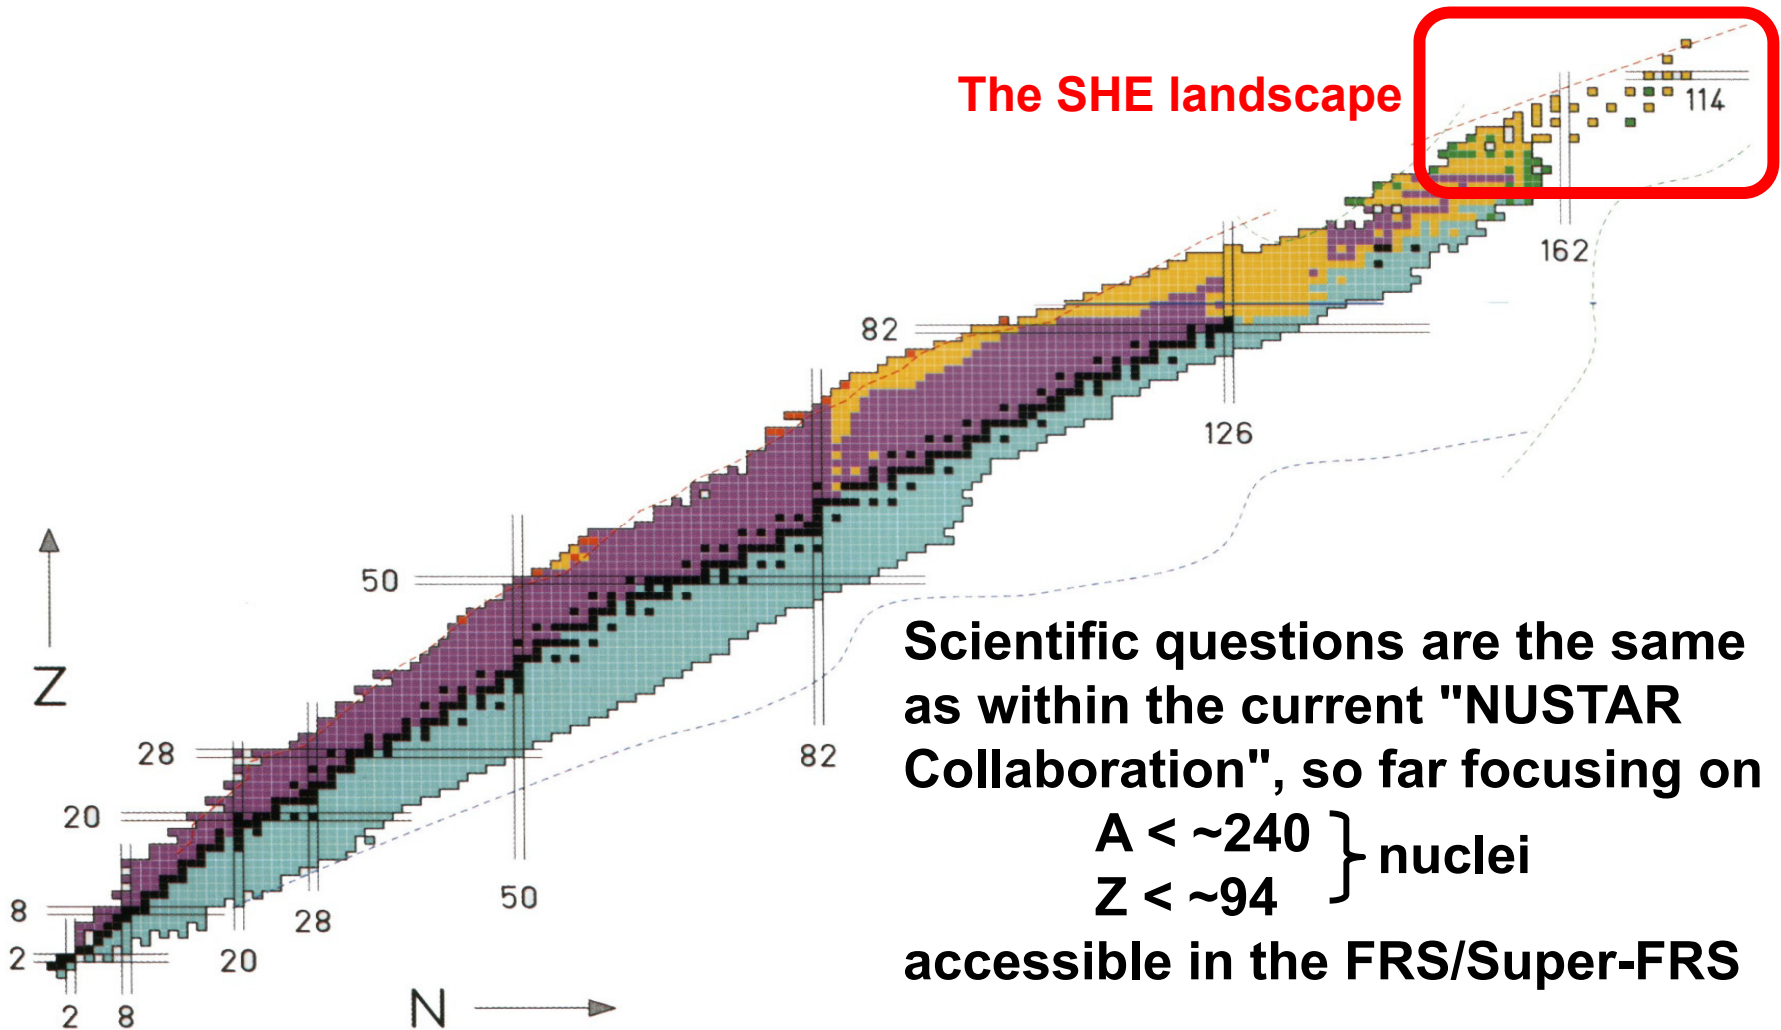 The SHE landscape
114
162
82
126
50
Z
28
82
20
50
8
28
2
20
N
2
8
Scientific questions are the same
as within the current "NUSTAR
Collaboration", so far focusing on
A < ~240
Z < ~94
} nuclei
accessible in the FRS/Super-FRS